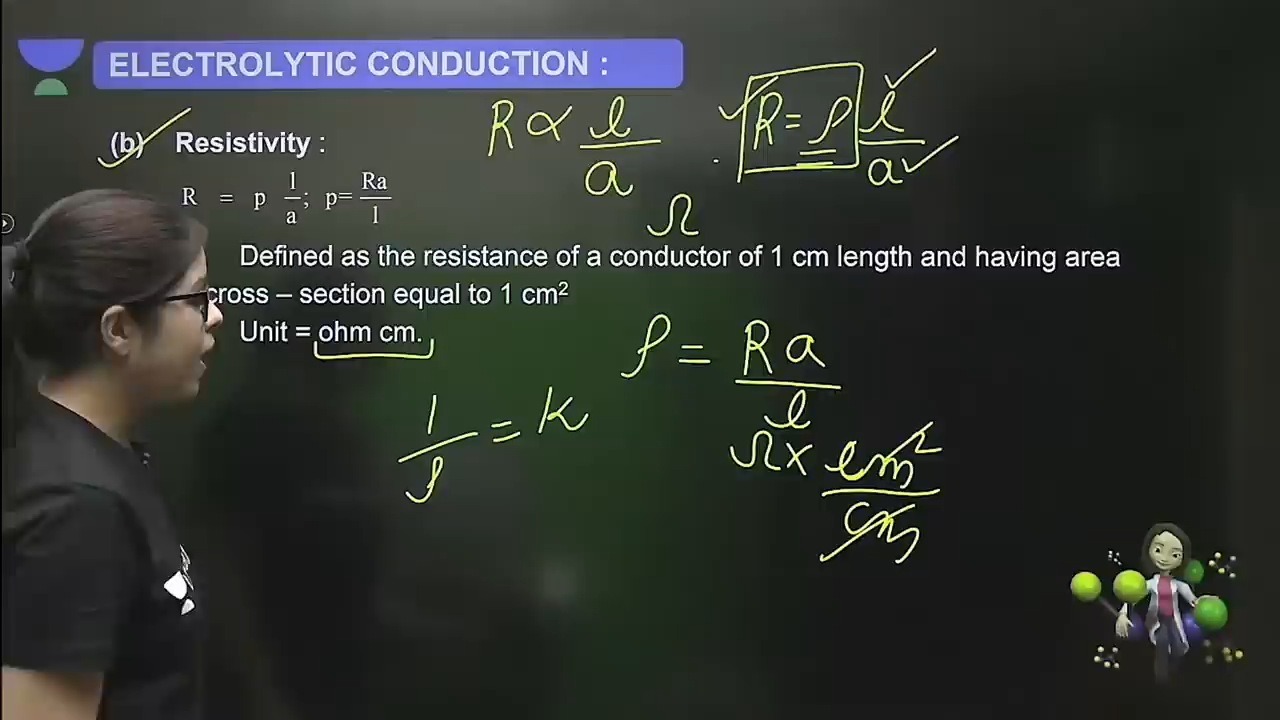 ELECTROLYTIC CONDUCTION :
(b) Resistivity :
R ∝ l/a
R = ρ l/a
R = p l/a; p= Ra/l
Ω
Defined as the resistance of a conductor of 1 cm length and having area
cross – section equal to 1 cm²
Unit = ohm cm.
ρ = Ra/l
1/ρ = K
Ω x cm²/cm